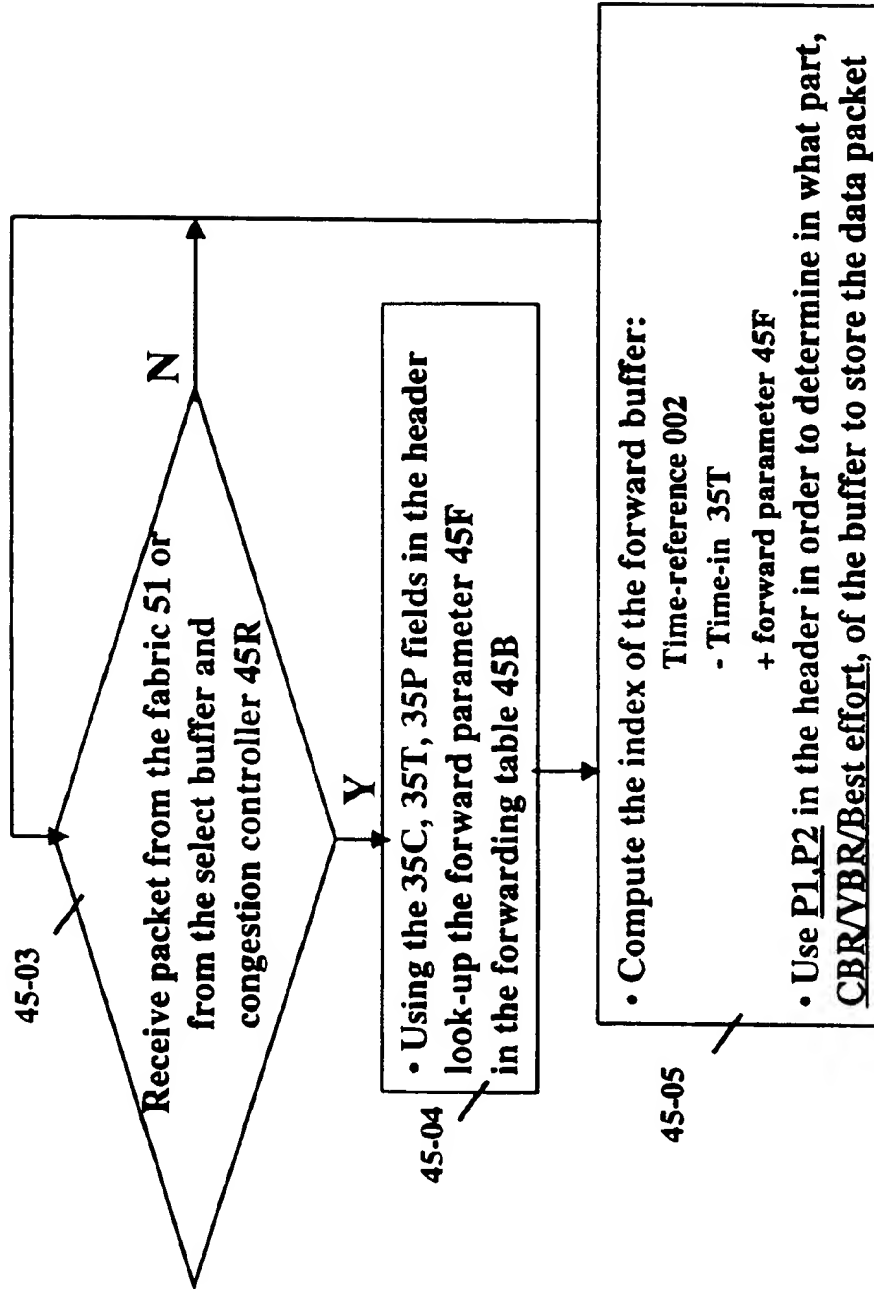 45-03
Receive packet from the fabric 51 or
from the select buffer and
congestion controller 45R
N
Y
45-04
• Using the 35C, 35T, 35P fields in the header
look-up the forward parameter 45F
in the forwarding table 45B
45-05
• Compute the index of the forward buffer:
Time-reference 002
- Time-in 35T
+ forward parameter 45F
• Use P1,P2 in the header in order to determine in what part,
CBR/VBR/Best effort, of the buffer to store the data packet